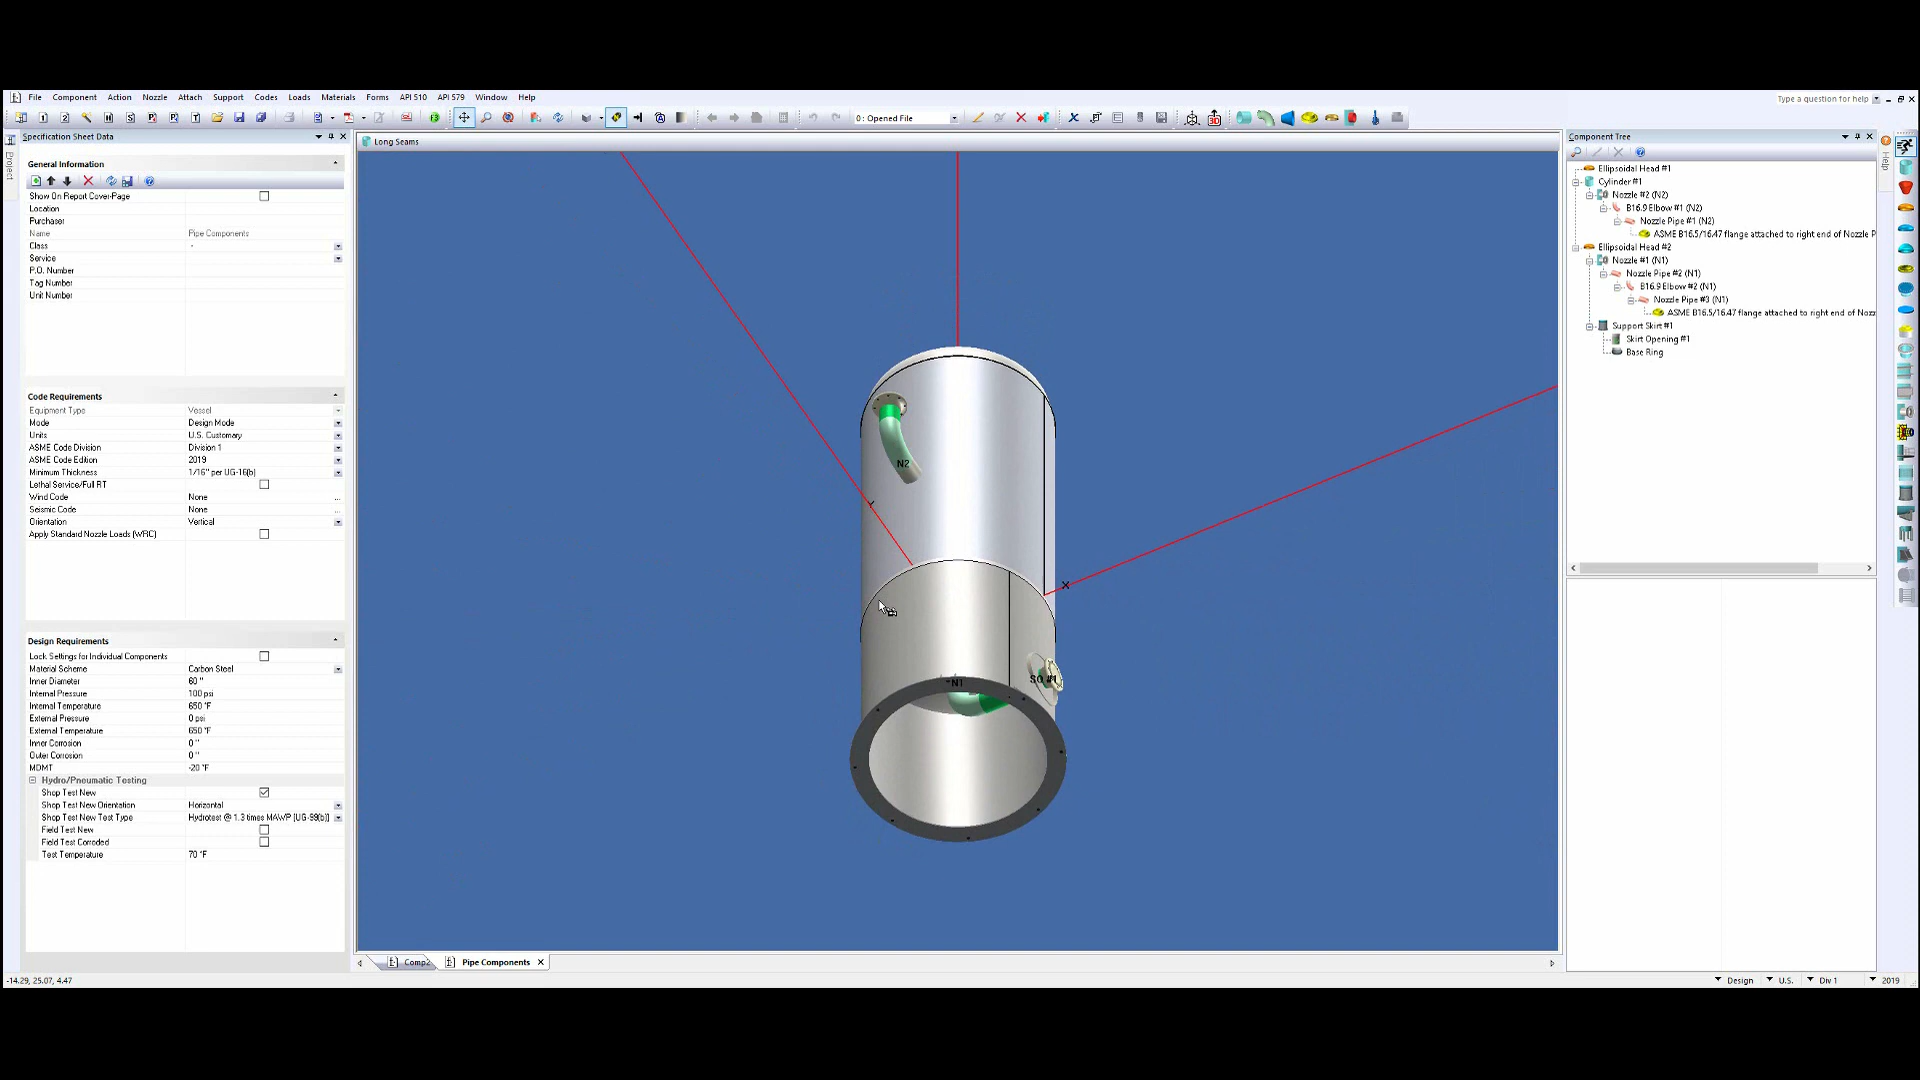 File Component Action Nozzle Attach Support Codes Loads Materials Forms API 510 API 579 Window Help
Type a question for help
0 : Opened File
Specification Sheet Data
Project
General Information
Show On Report Cover-Page
Location
Purchaser
Name Pipe Components
Class -
Service
P.O. Number
Tag Number
Unit Number
Code Requirements
Equipment Type Vessel
Mode Design Mode
Units U.S. Customary
ASME Code Division Division 1
ASME Code Edition 2019
Minimum Thickness 1/16" per UG-16(b)
Lethal Service/Full RT
Wind Code None ...
Seismic Code None ...
Orientation Vertical
Apply Standard Nozzle Loads (WRC)
Design Requirements
Lock Settings for Individual Components
Material Scheme Carbon Steel
Inner Diameter 60 "
Internal Pressure 100 psi
Internal Temperature 650 °F
External Pressure 0 psi
External Temperature 650 °F
Inner Corrosion 0 "
Outer Corrosion 0 "
MDMT -20 °F
Hydro/Pneumatic Testing
Shop Test New
Shop Test New Orientation Horizontal
Shop Test New Test Type Hydrotest @ 1.3 times MAWP [UG-99(b)]
Field Test New
Field Test Corroded
Test Temperature 70 °F
Long Seams
N2
Y
X
N1
SO #1
Comp2
Pipe Components
Component Tree
Help
Ellipsoidal Head #1
Cylinder #1
Nozzle #2 (N2)
B16.9 Elbow #1 (N2)
Nozzle Pipe #1 (N2)
ASME B16.5/16.47 flange attached to right end of Nozzle P
Ellipsoidal Head #2
Nozzle #1 (N1)
Nozzle Pipe #2 (N1)
B16.9 Elbow #2 (N1)
Nozzle Pipe #3 (N1)
ASME B16.5/16.47 flange attached to right end of Nozz
Support Skirt #1
Skirt Opening #1
Base Ring
-14.29, 25.07, 4.47
Design U.S. Div 1 2019